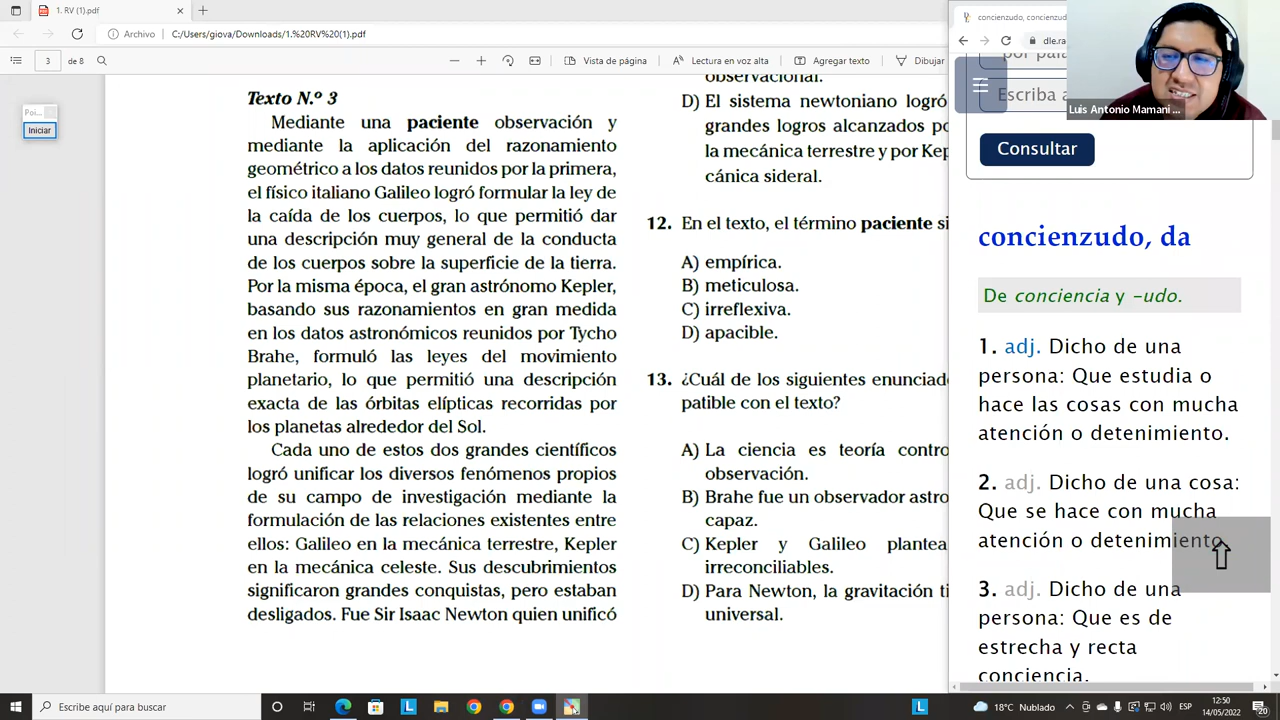 1. RV (1).pdf
Archivo
C:/Users/giova/Downloads/1.%20RV%20(1).pdf
3
de 8
Vista de página
Lectura en voz alta
Agregar texto
Dibujar
Poi...
Iniciar
Texto N.º 3
Mediante una paciente observación y
mediante la aplicación del razonamiento
geométrico a los datos reunidos por la primera,
el físico italiano Galileo logró formular la ley de
la caída de los cuerpos, lo que permitió dar
una descripción muy general de la conducta
de los cuerpos sobre la superficie de la tierra.
Por la misma época, el gran astrónomo Kepler,
basando sus razonamientos en gran medida
en los datos astronómicos reunidos por Tycho
Brahe, formuló las leyes del movimiento
planetario, lo que permitió una descripción
exacta de las órbitas elípticas recorridas por
los planetas alrededor del Sol.
Cada uno de estos dos grandes científicos
logró unificar los diversos fenómenos propios
de su campo de investigación mediante la
formulación de las relaciones existentes entre
ellos: Galileo en la mecánica terrestre, Kepler
en la mecánica celeste. Sus descubrimientos
significaron grandes conquistas, pero estaban
desligados. Fue Sir Isaac Newton quien unificó
observacional.
D) El sistema newtoniano logró
grandes logros alcanzados po
la mecánica terrestre y por Kep
cánica sideral.
12. En el texto, el término paciente si
A) empírica.
B) meticulosa.
C) irreflexiva.
D) apacible.
13. ¿Cuál de los siguientes enunciado
patible con el texto?
A) La ciencia es teoría contro
observación.
B) Brahe fue un observador astro
capaz.
C) Kepler y Galileo plantea
irreconciliables.
D) Para Newton, la gravitación ti
universal.
concienzudo, concienzud
dle.ra
por pala
Escriba a
Luis Antonio Mamani ...
Consultar
concienzudo, da
De conciencia y -udo.
1. adj. Dicho de una
persona: Que estudia o
hace las cosas con mucha
atención o detenimiento.
2. adj. Dicho de una cosa:
Que se hace con mucha
atención o detenimiento.
3. adj. Dicho de una
persona: Que es de
estrecha y recta
conciencia.
Escribe aquí para buscar
18°C Nublado
ESP
12:50
14/05/2022
20